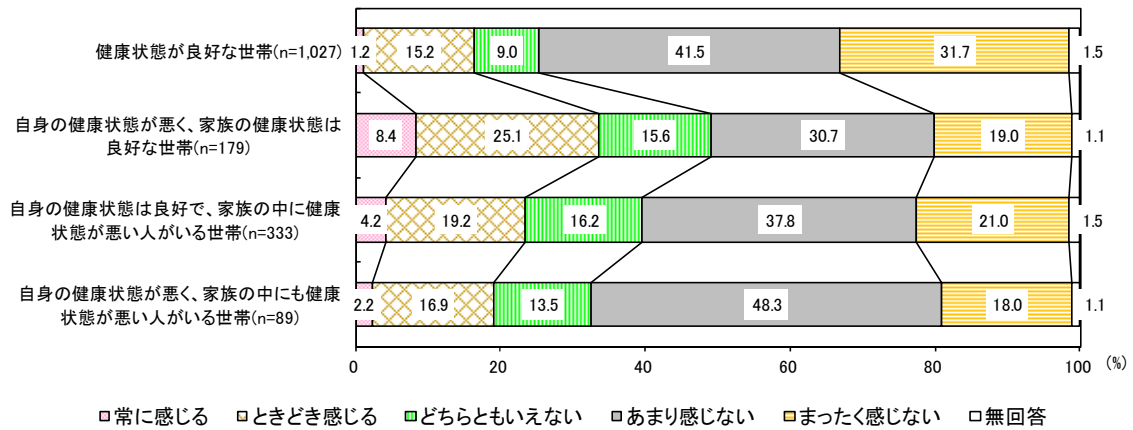 健康状態が良好な世帯(n=1,027)
1.2 15.2 9.0 41.5 31.7 1.5
自身の健康状態が悪く、家族の健康状態は
良好な世帯(n=179)
8.4 25.1 15.6 30.7 19.0 1.1
自身の健康状態は良好で、家族の中に健康
状態が悪い人がいる世帯(n=333)
4.2 19.2 16.2 37.8 21.0 1.5
自身の健康状態が悪く、家族の中にも健康
状態が悪い人がいる世帯(n=89)
2.2 16.9 13.5 48.3 18.0 1.1
0 20 40 60 80 100 (%)
常に感じる ときどき感じる どちらともいえない あまり感じない まったく感じない 無回答